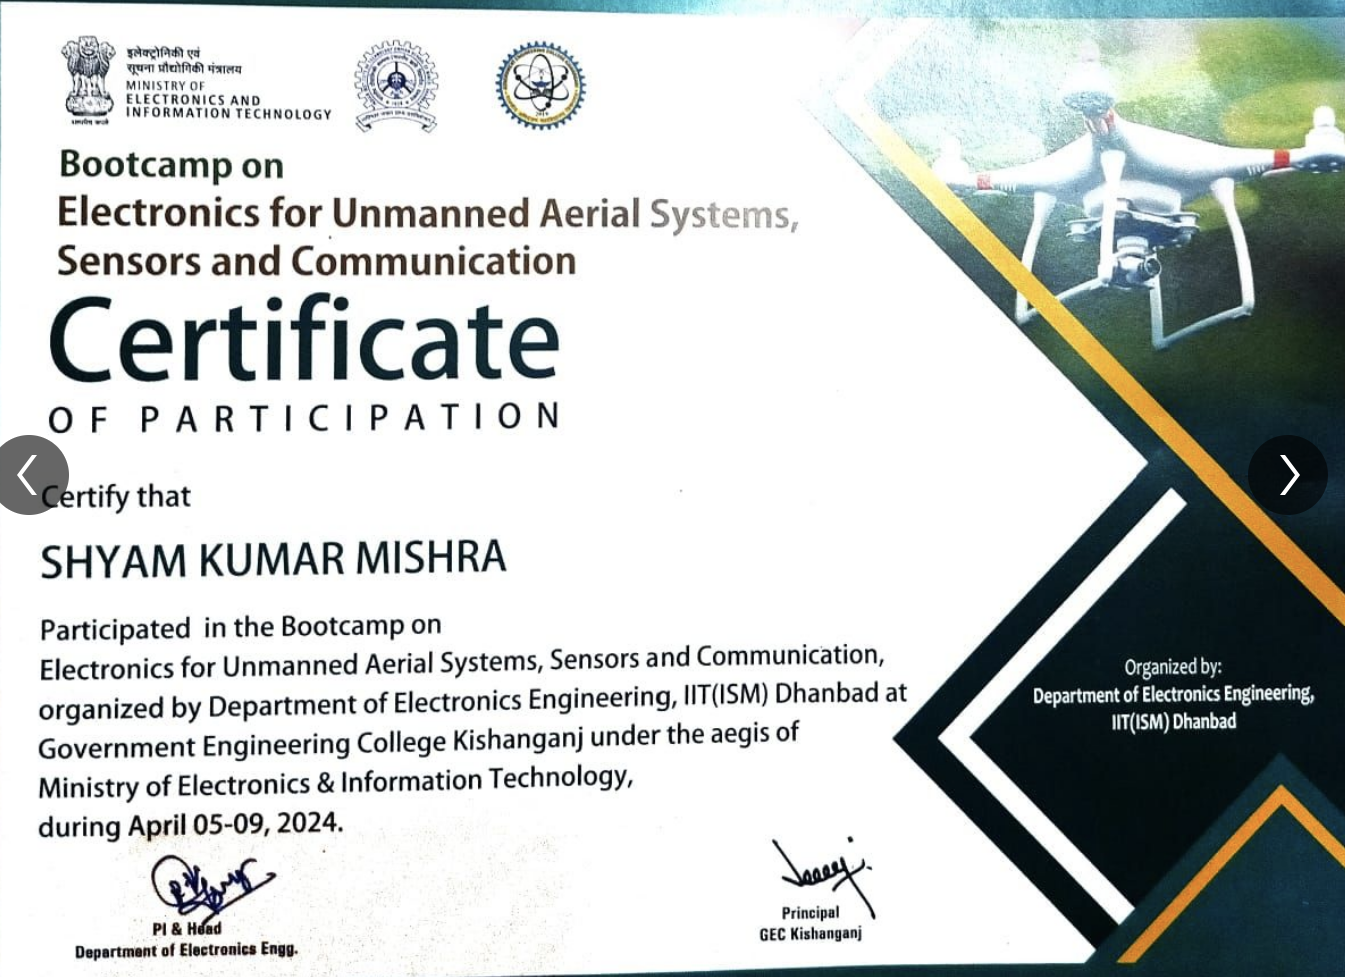 इलेक्ट्रोनिकी एवं
सूचना प्रौद्योगिकी मंत्रालय
MINISTRY OF
ELECTRONICS AND
INFORMATION TECHNOLOGY
Bootcamp on
Electronics for Unmanned Aerial Systems,
Sensors and Communication
Certificate
OF PARTICIPATION
Certify that
SHYAM KUMAR MISHRA
Participated in the Bootcamp on
Electronics for Unmanned Aerial Systems, Sensors and Communication,
organized by Department of Electronics Engineering, IIT(ISM) Dhanbad at
Government Engineering College Kishanganj under the aegis of
Ministry of Electronics & Information Technology,
during April 05-09, 2024.
PI & Head
Department of Electronics Engg.
Principal
GEC Kishanganj
Organized by:
Department of Electronics Engineering,
IIT(ISM) Dhanbad